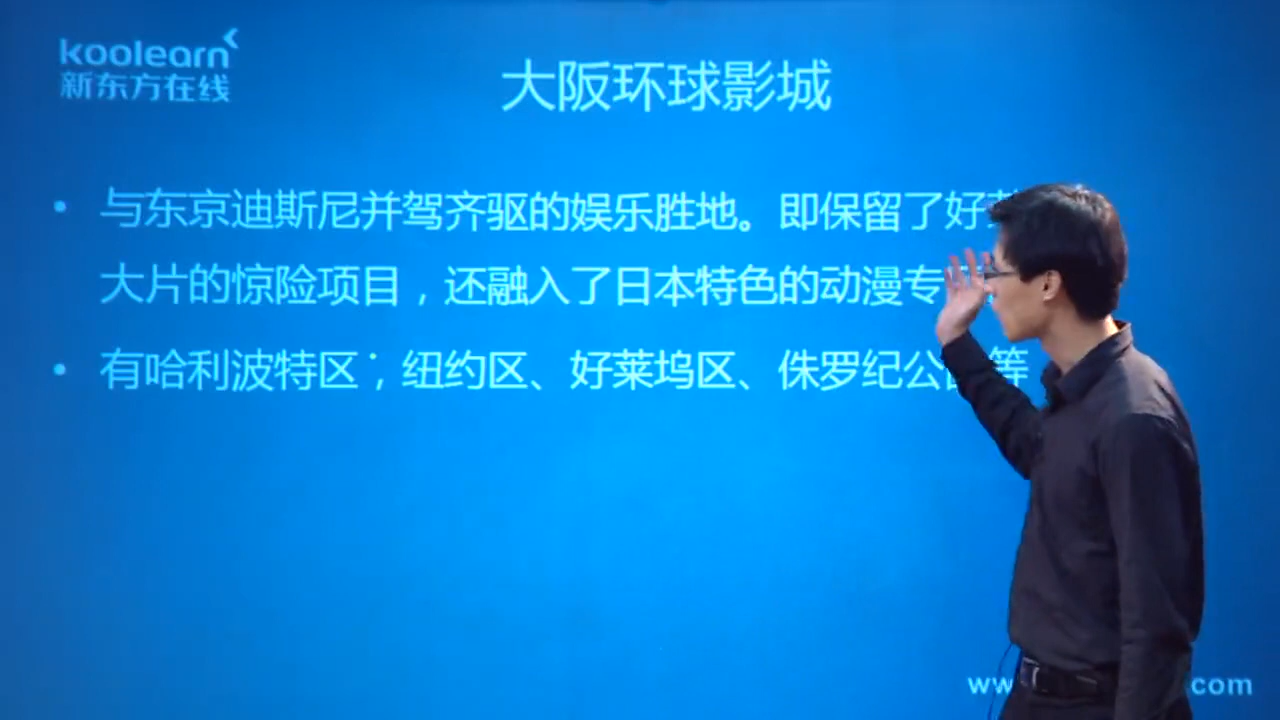 koolearn
新东方在线
大阪环球影城
• 与东京迪斯尼并驾齐驱的娱乐胜地。即保留了好莱
大片的惊险项目，还融入了日本特色的动漫专
• 有哈利波特区；纽约区、好莱坞区、侏罗纪公 等
ww com